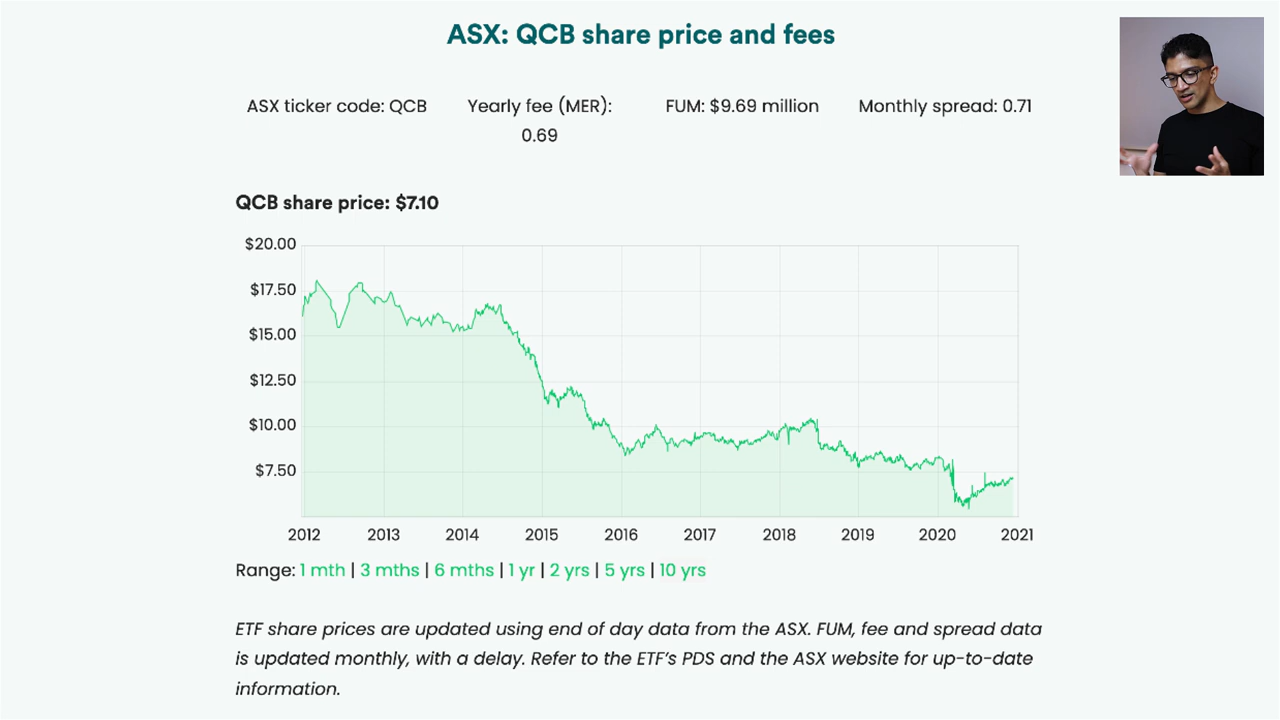 ASX: QCB share price and fees
ASX ticker code: QCB
Yearly fee (MER):
0.69
FUM: $9.69 million
Monthly spread: 0.71
QCB share price: $7.10
$20.00
$17.50
$15.00
$12.50
$10.00
$7.50
2012 2013 2014 2015 2016 2017 2018 2019 2020 2021
Range: 1 mth | 3 mths | 6 mths | 1 yr | 2 yrs | 5 yrs | 10 yrs
ETF share prices are updated using end of day data from the ASX. FUM, fee and spread data
is updated monthly, with a delay. Refer to the ETF's PDS and the ASX website for up-to-date
information.